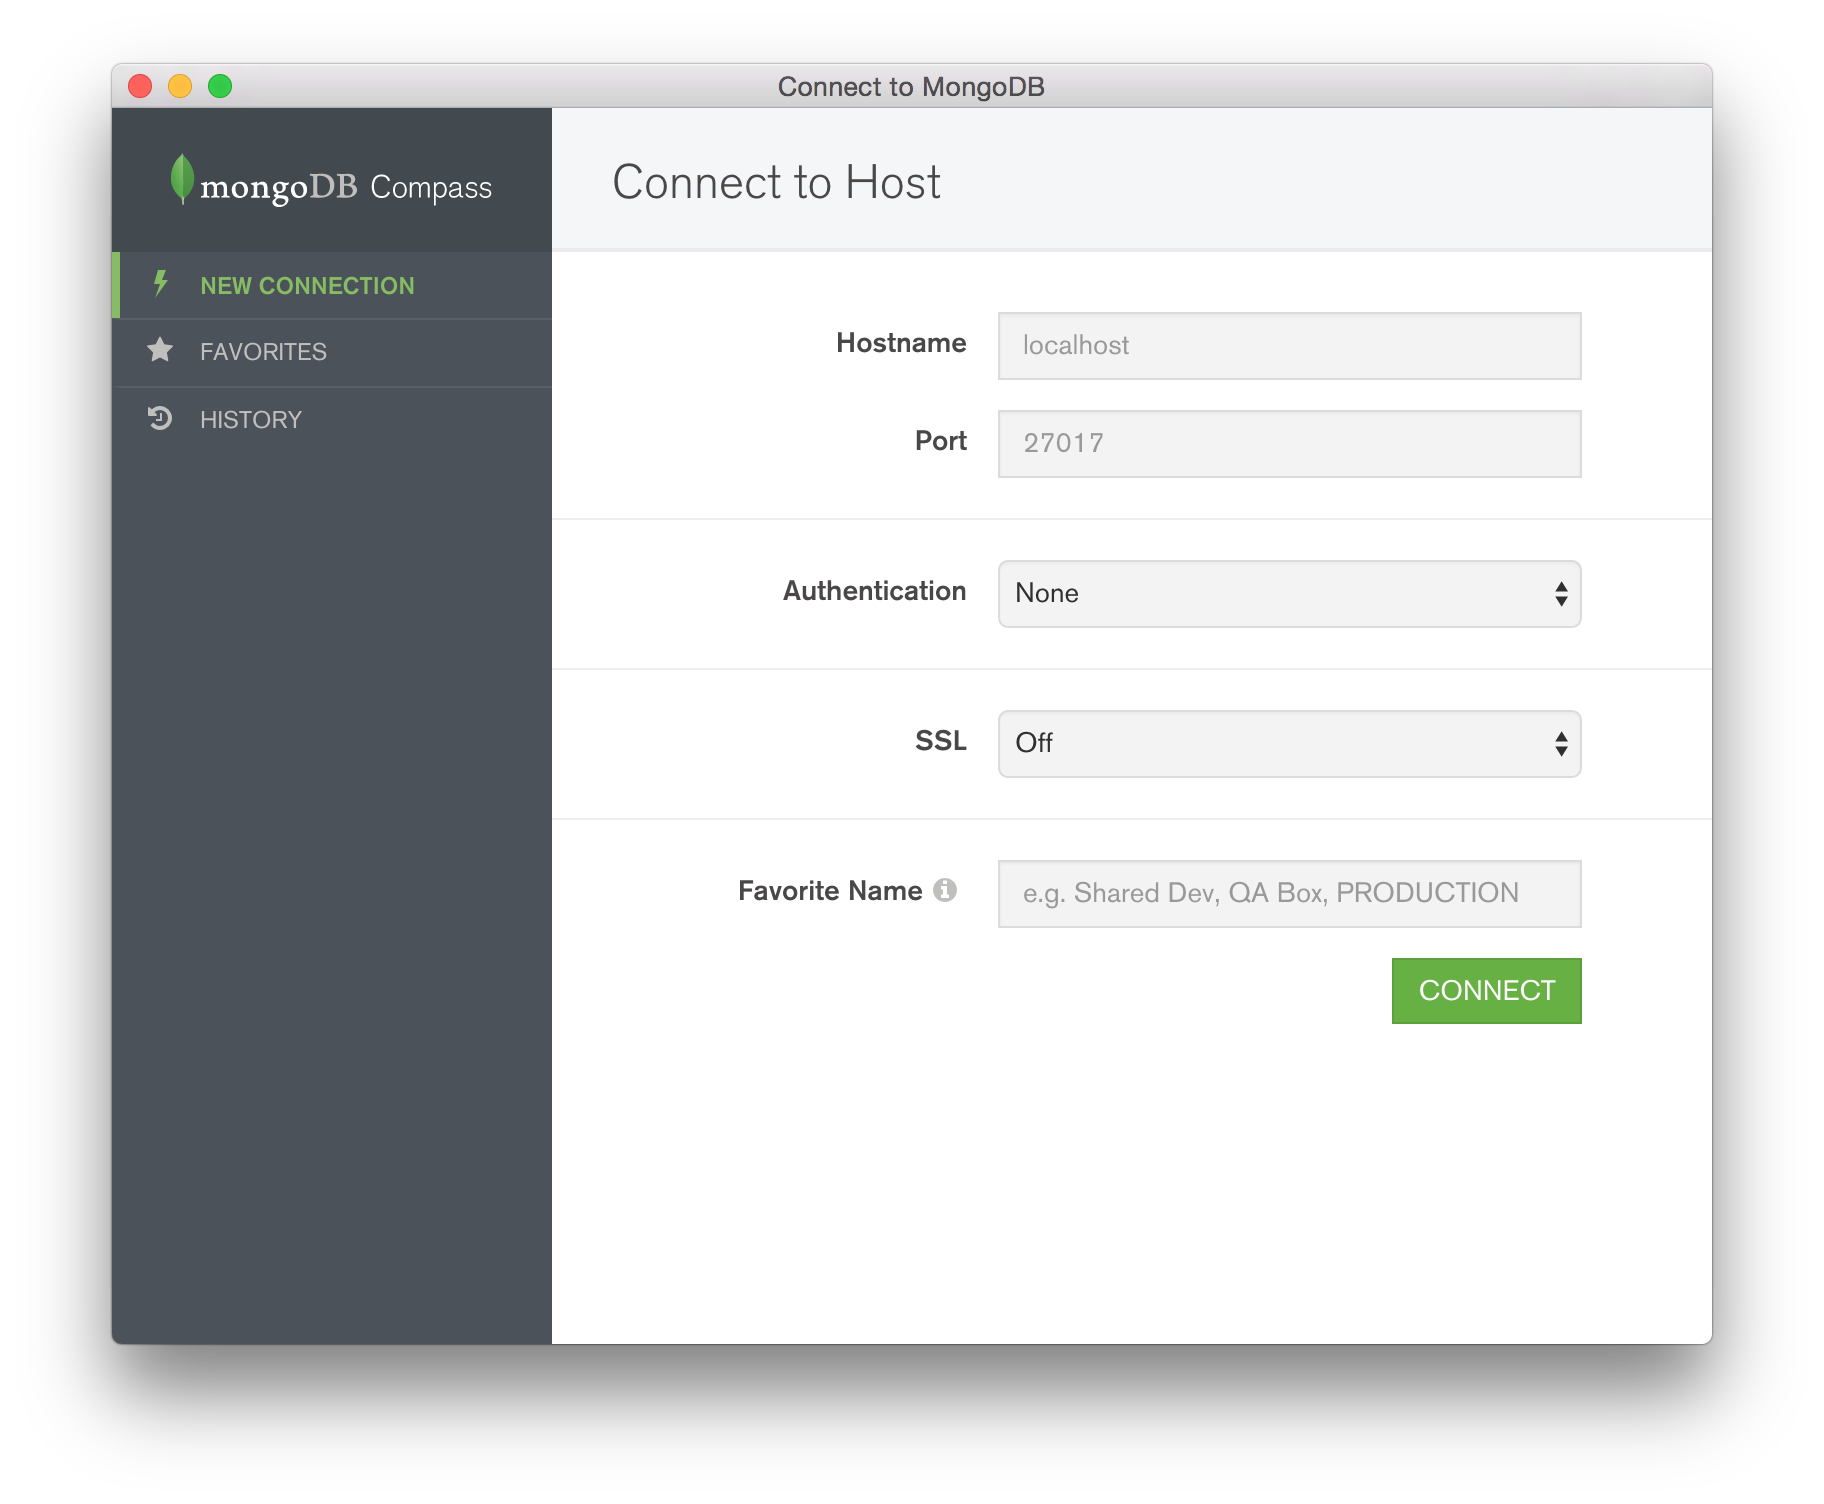 Connect to MongoDB
mongoDB Compass
NEW CONNECTION
FAVORITES
HISTORY
Connect to Host
Hostname
localhost
Port
27017
Authentication
None
SSL
Off
Favorite Name
e.g. Shared Dev, QA Box, PRODUCTION
CONNECT